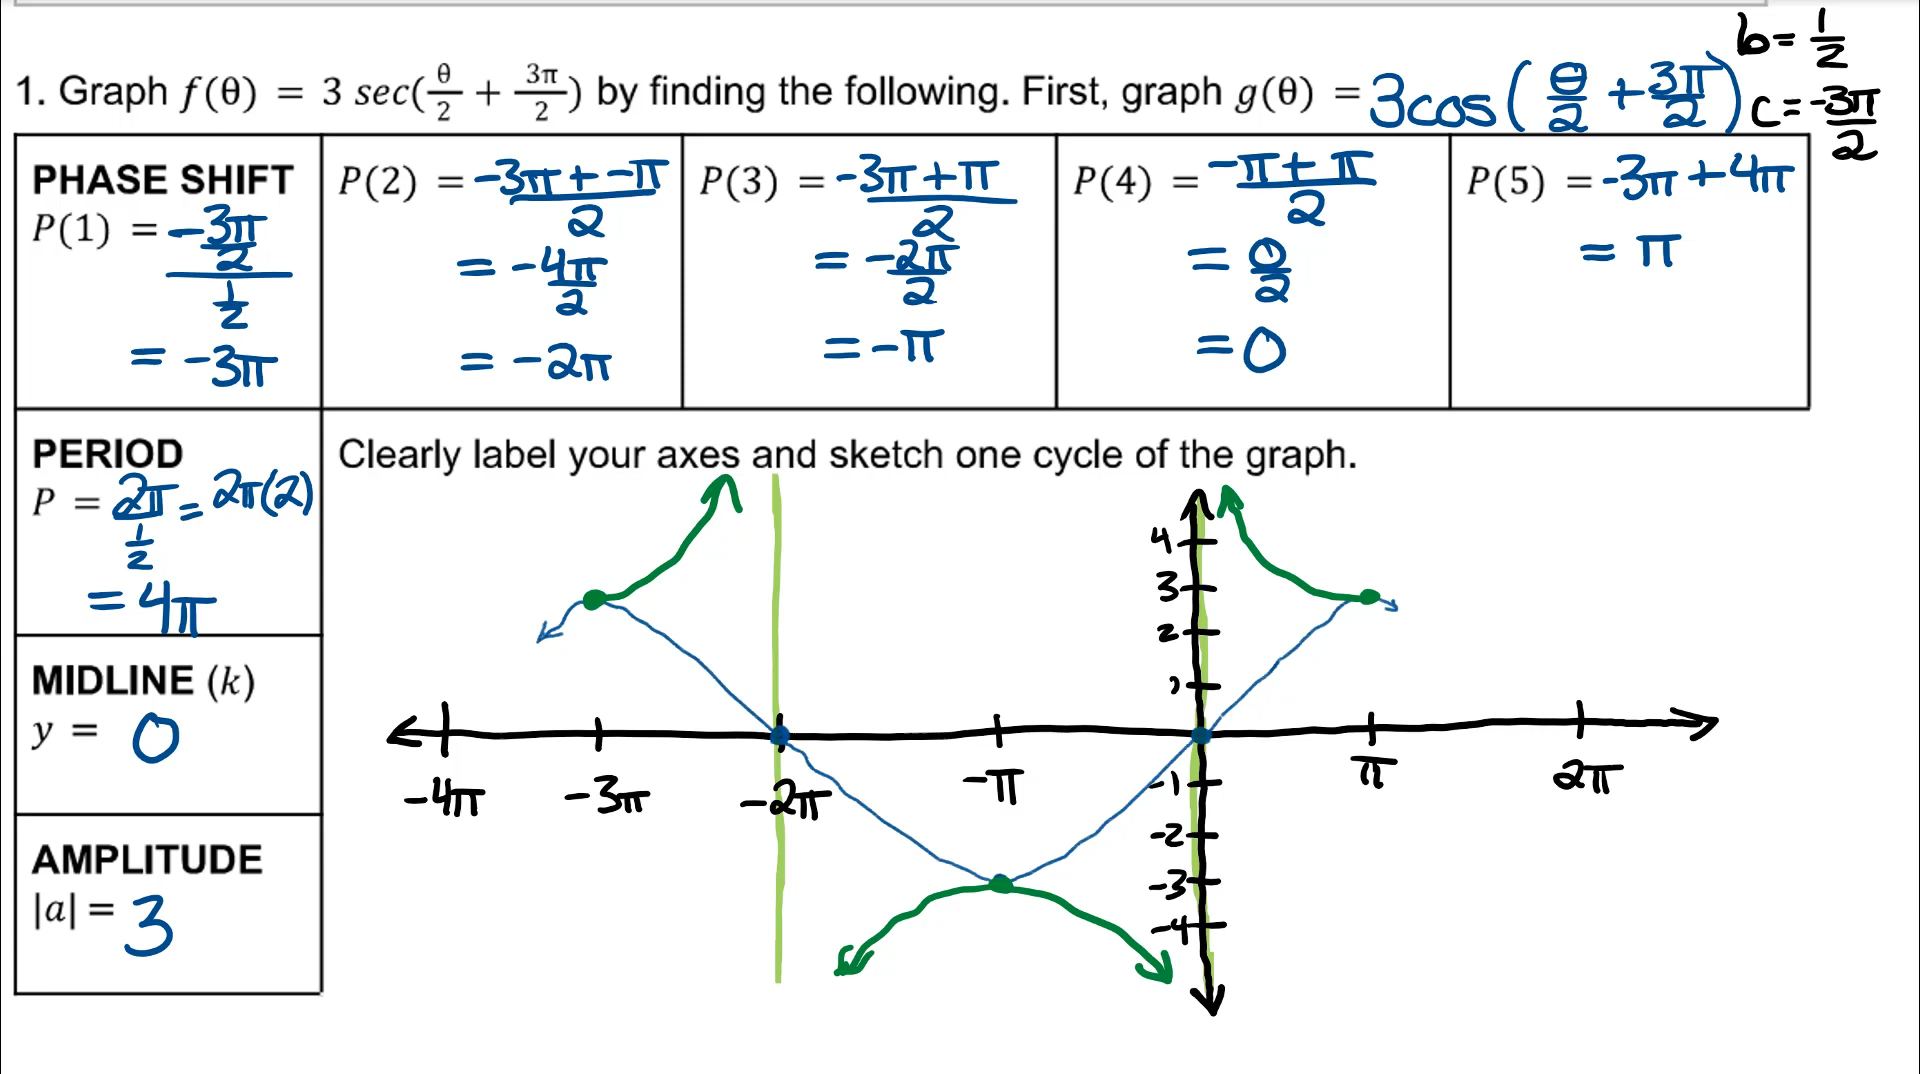 b = 1/2
1. Graph f(θ) = 3 sec(θ/2 + 3π/2) by finding the following. First, graph g(θ) = 3cos(θ/2 + 3π/2)
c = -3π/2
PHASE SHIFT
P(1) = -3π/2 / 1/2
= -3π
P(2) = -3π + -π / 2
= -4π/2
= -2π
P(3) = -3π + π / 2
= -2π/2
= -π
P(4) = -π + π / 2
= 0/2
= 0
P(5) = -3π + 4π
= π
PERIOD
P = 2π / 1/2 = 2π(2)
= 4π
MIDLINE (k)
y = 0
AMPLITUDE
|a| = 3
Clearly label your axes and sketch one cycle of the graph.
4
3
2
1
-4π -3π -2π -π π 2π
-1
-2
-3
-4